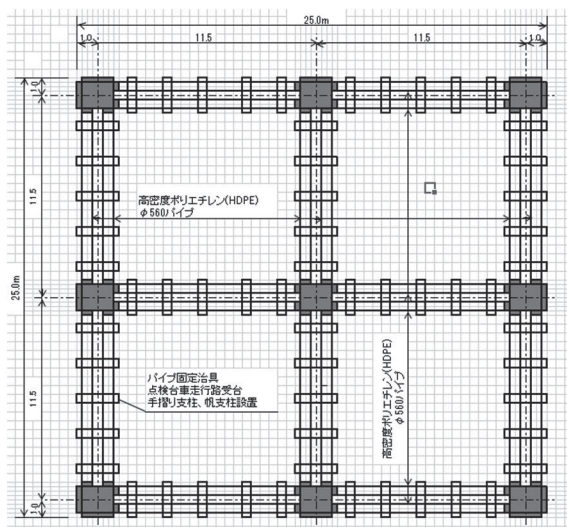 25.0m
1.0 11.5 11.5 1.0
1.0
11.5
25.0m
11.5
1.0
高密度ポリエチレン(HDPE)
φ560パイプ
パイプ固定治具
点検台車走行路受台
手摺り支柱、帆支柱設置
高密度ポリエチレン(HDPE)
φ560パイプ